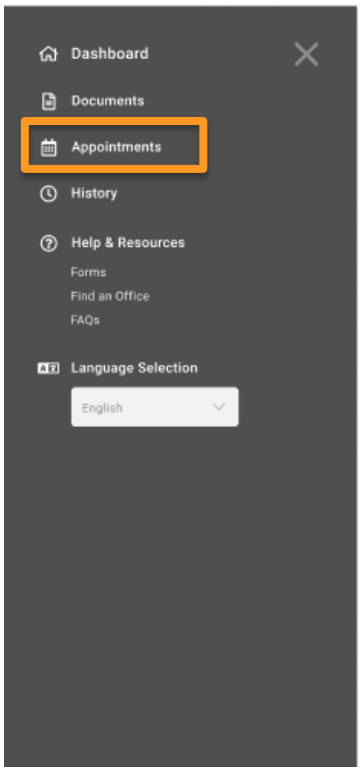 Dashboard
Documents
Appointments
History
Help & Resources
Forms
Find an Office
FAQs
Language Selection
English